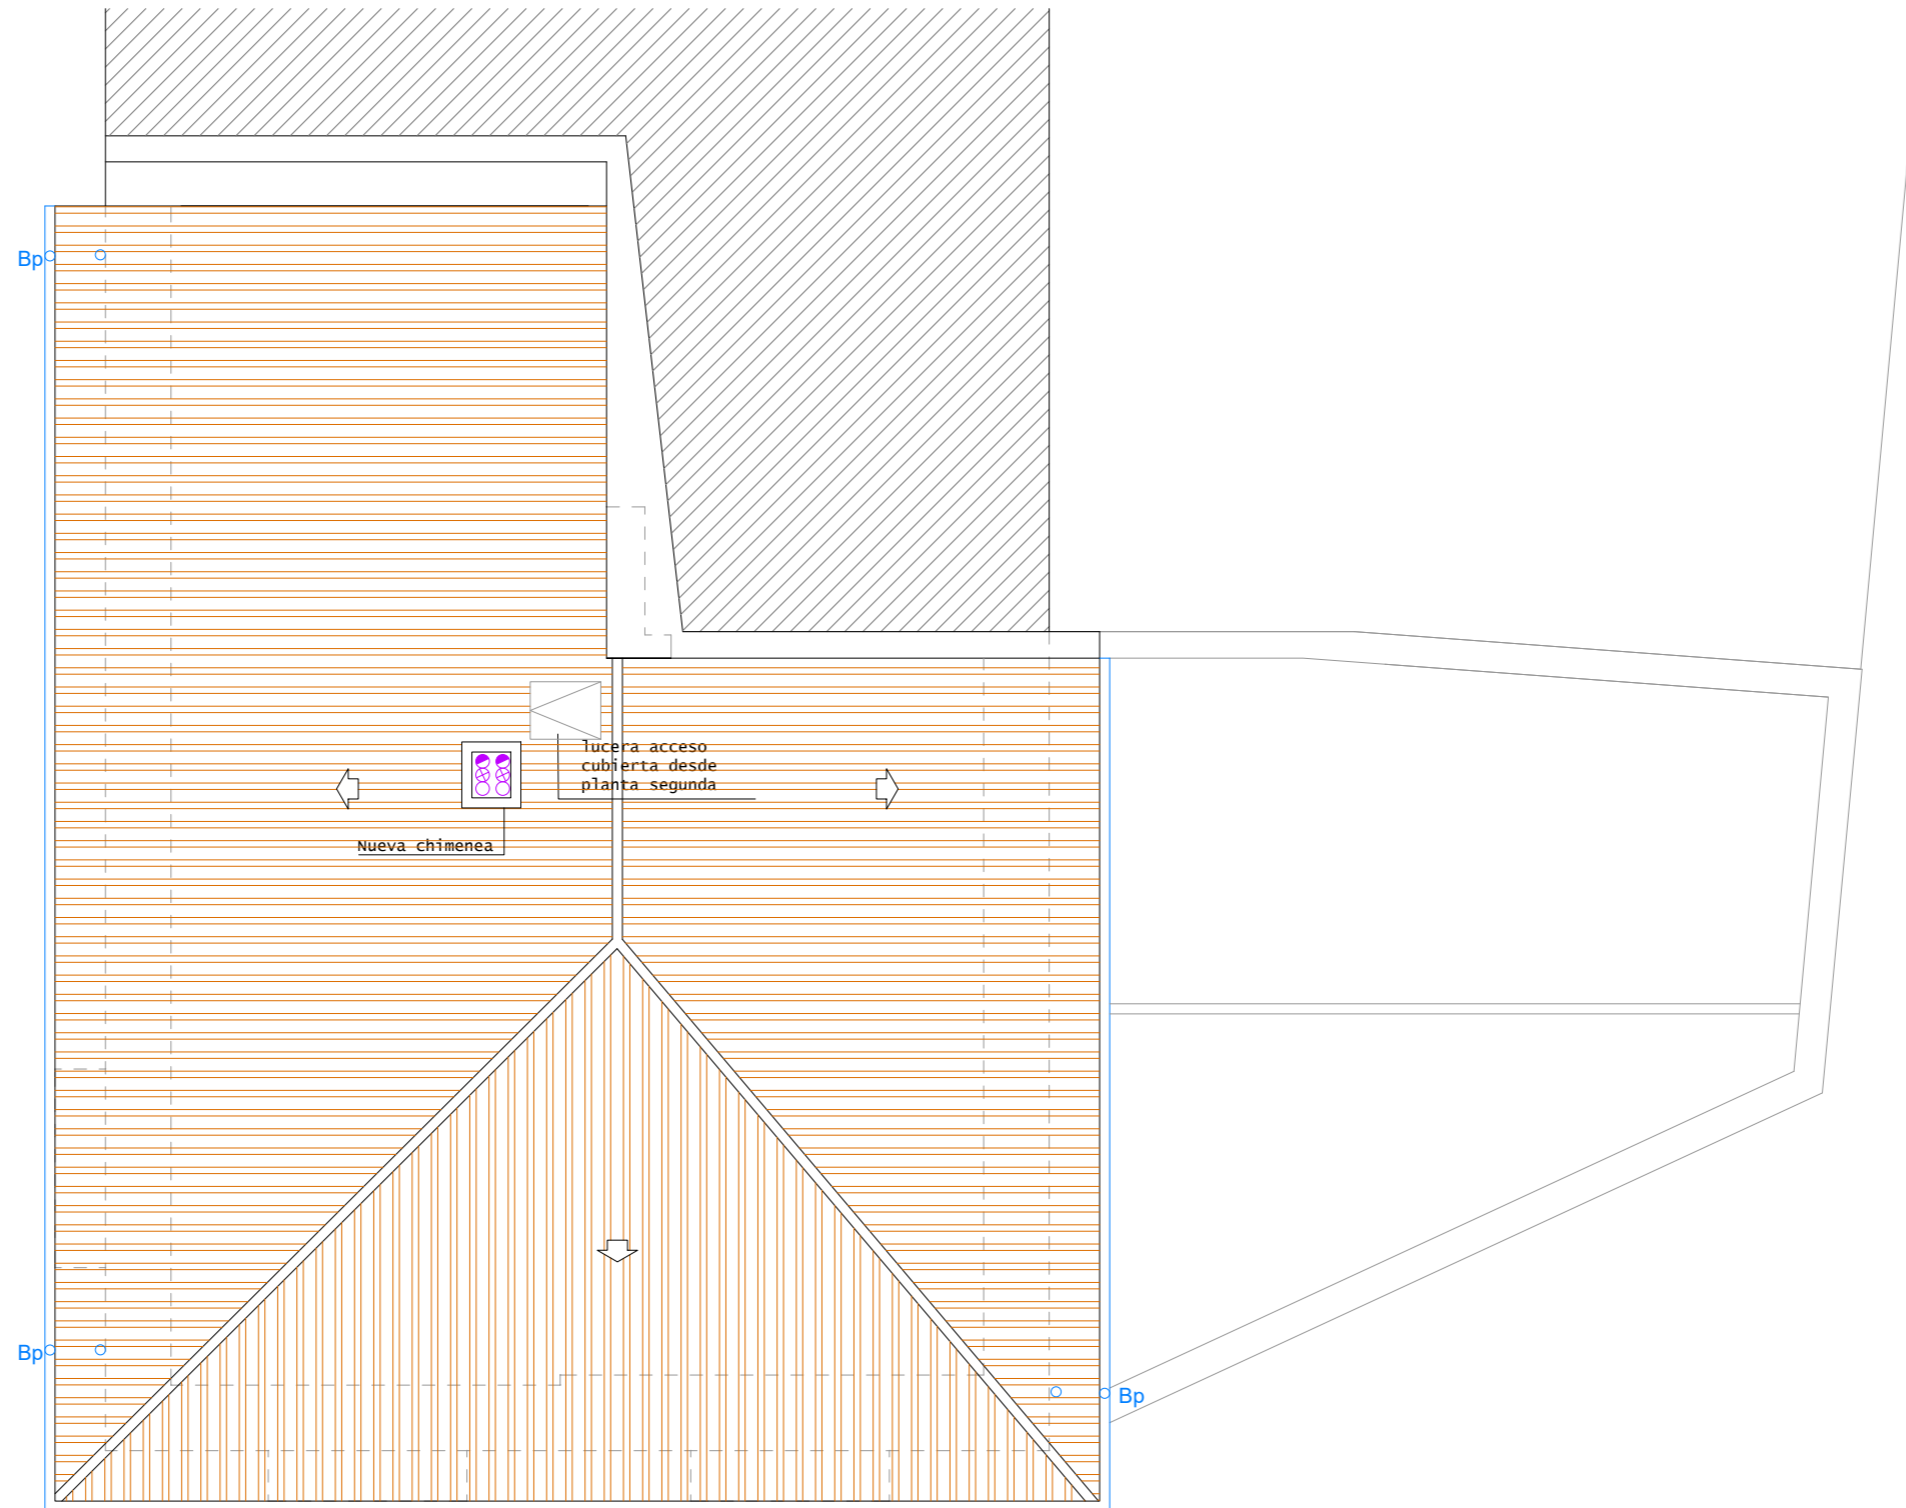 Bp
lucera acceso
cubierta desde
planta segunda
Nueva chimenea
Bp
Bp